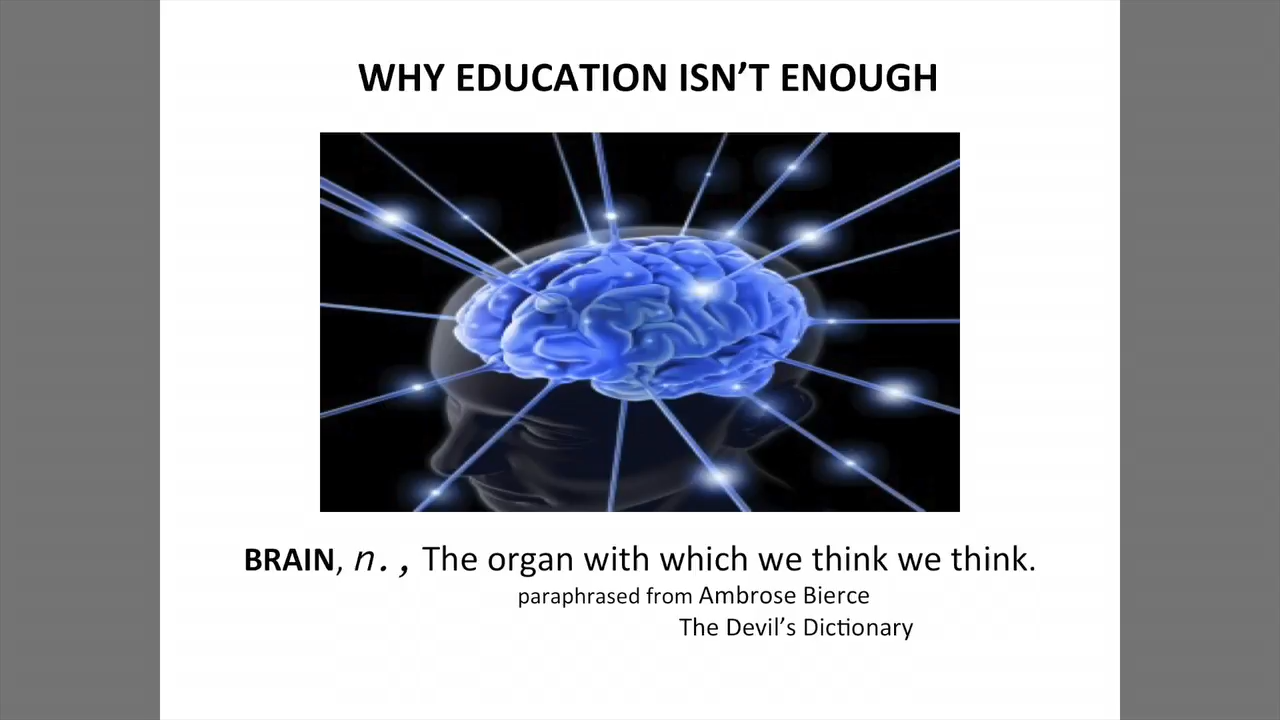 WHY EDUCATION ISN’T ENOUGH
BRAIN, n., The organ with which we think we think.
paraphrased from Ambrose Bierce
The Devil’s Dictionary